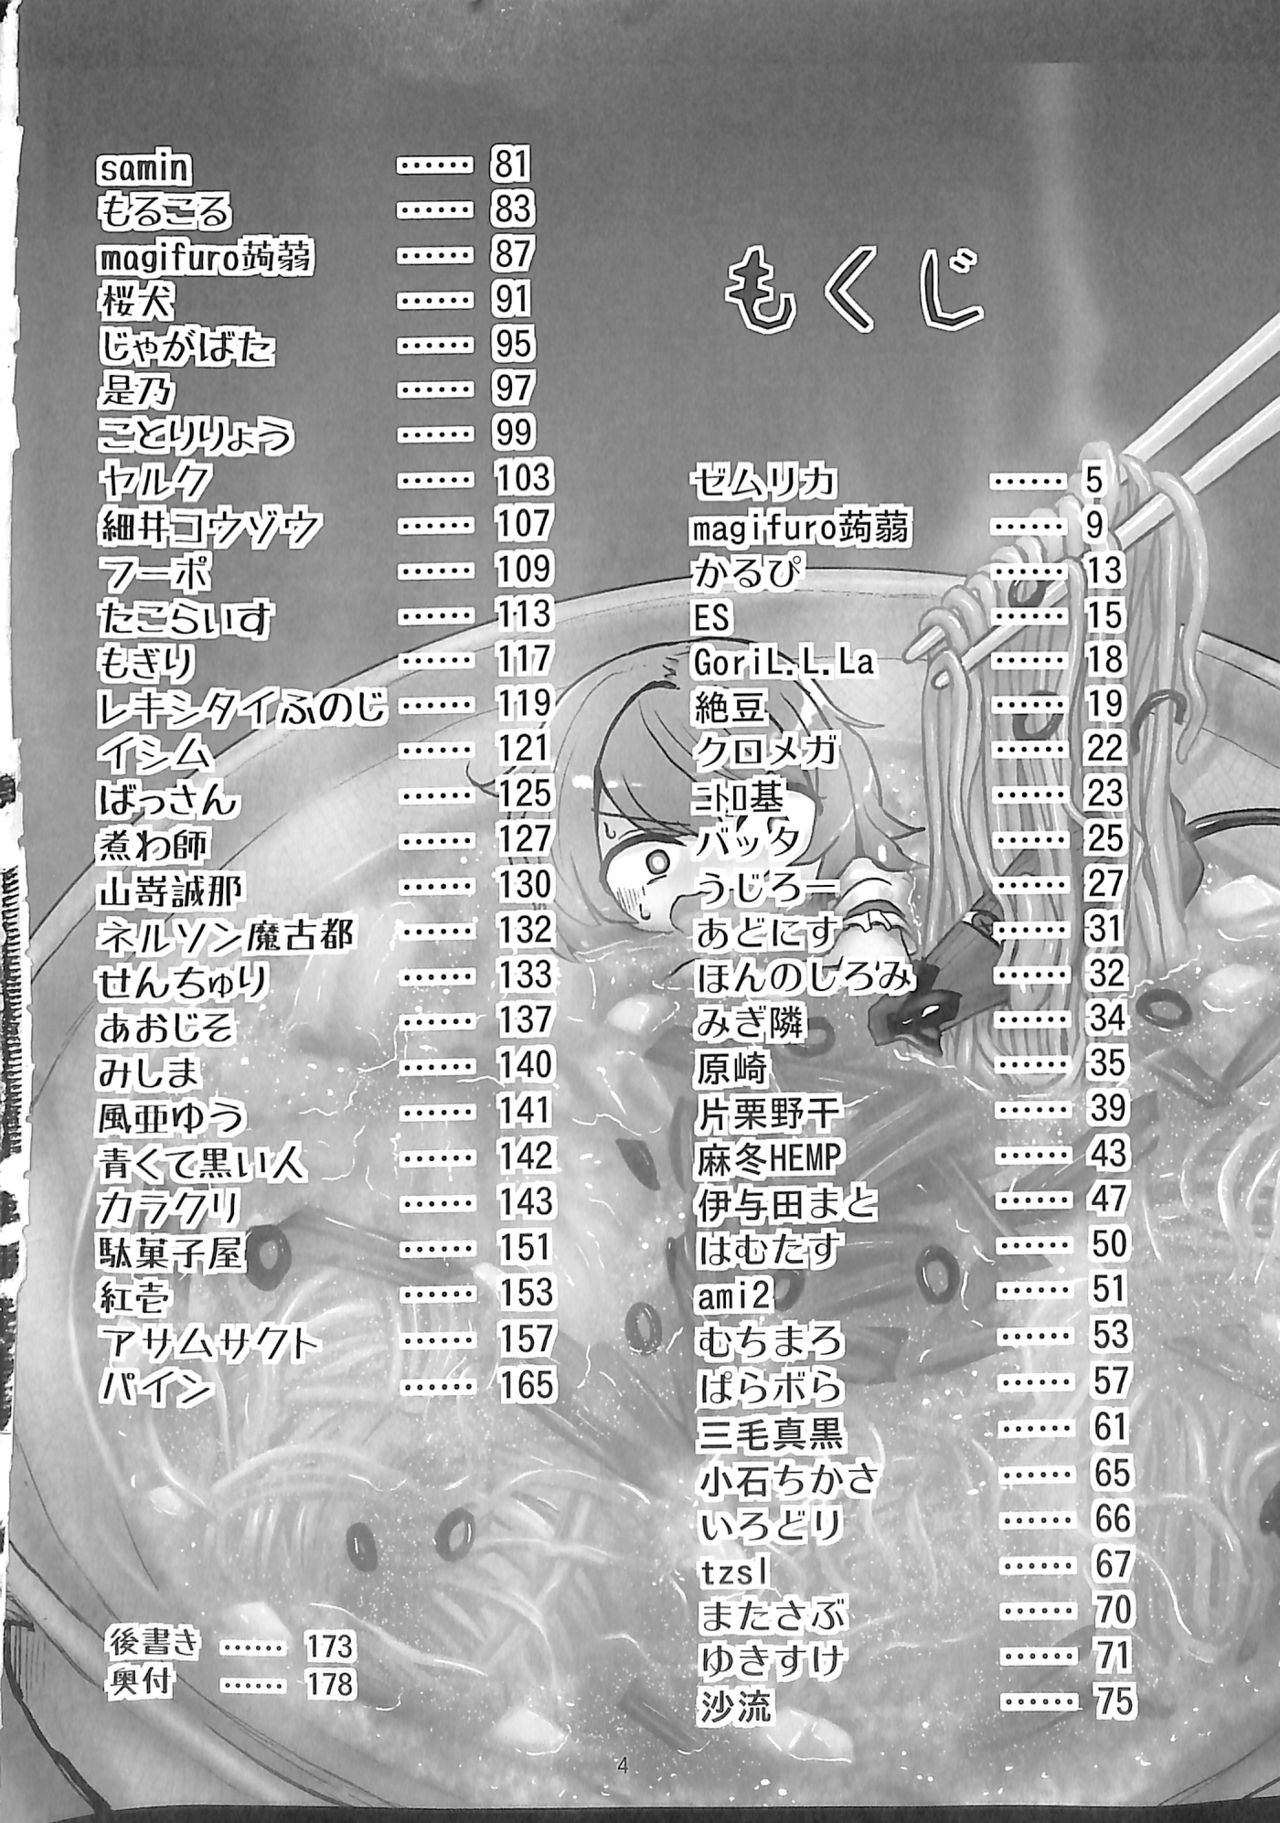 もくじ
ゼムリカ …… 5
magifuro蒟蒻 …… 9
かるぴ …… 13
ES …… 15
GoriL.L.La …… 18
絶豆 …… 19
クロメガ …… 22
ﾆﾄﾛ基 …… 23
バッタ …… 25
うじろー …… 27
あどにす …… 31
ほんのしろみ …… 32
みぎ隣 …… 34
原崎 …… 35
片栗野干 …… 39
麻冬HEMP …… 43
伊与田まと …… 47
はむたす …… 50
ami2 …… 51
むちまろ …… 53
ぱらボら …… 57
三毛真黒 …… 61
小石ちかさ …… 65
いろどり …… 66
tzsl …… 67
またさぶ …… 70
ゆきすけ …… 71
沙流 …… 75
samin …… 81
もるこる …… 83
magifuro蒟蒻 …… 87
桜犬 …… 91
じゃがばた …… 95
是乃 …… 97
ことりりょう …… 99
ヤルク …… 103
細井コウゾウ …… 107
フーポ …… 109
たこらいす …… 113
もぎり …… 117
レキシタイふのじ …… 119
イシム …… 121
ばっさん …… 125
煮わ師 …… 127
山嵜誠那 …… 130
ネルソン魔古都 …… 132
せんちゅり …… 133
あおじそ …… 137
みしま …… 140
風亜ゆう …… 141
青くて黒い人 …… 142
カラクリ …… 143
駄菓子屋 …… 151
紅壱 …… 153
アサムサクト …… 157
パイン …… 165
後書き …… 173
奥付 …… 178
4